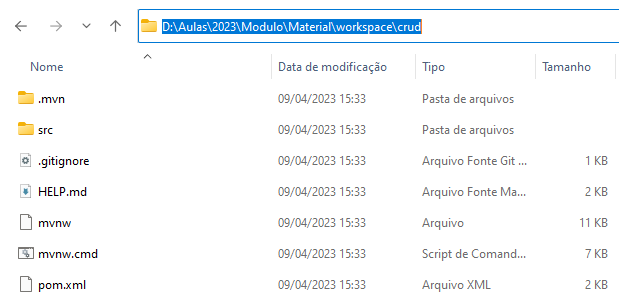 D:\Aulas\2023\Modulo\Material\workspace\crud
Nome Data de modificação Tipo Tamanho
.mvn 09/04/2023 15:33 Pasta de arquivos
src 09/04/2023 15:33 Pasta de arquivos
.gitignore 09/04/2023 15:33 Arquivo Fonte Git ... 1 KB
HELP.md 09/04/2023 15:33 Arquivo Fonte Ma... 2 KB
mvnw 09/04/2023 15:33 Arquivo 11 KB
mvnw.cmd 09/04/2023 15:33 Script de Comand... 7 KB
pom.xml 09/04/2023 15:33 Arquivo XML 2 KB